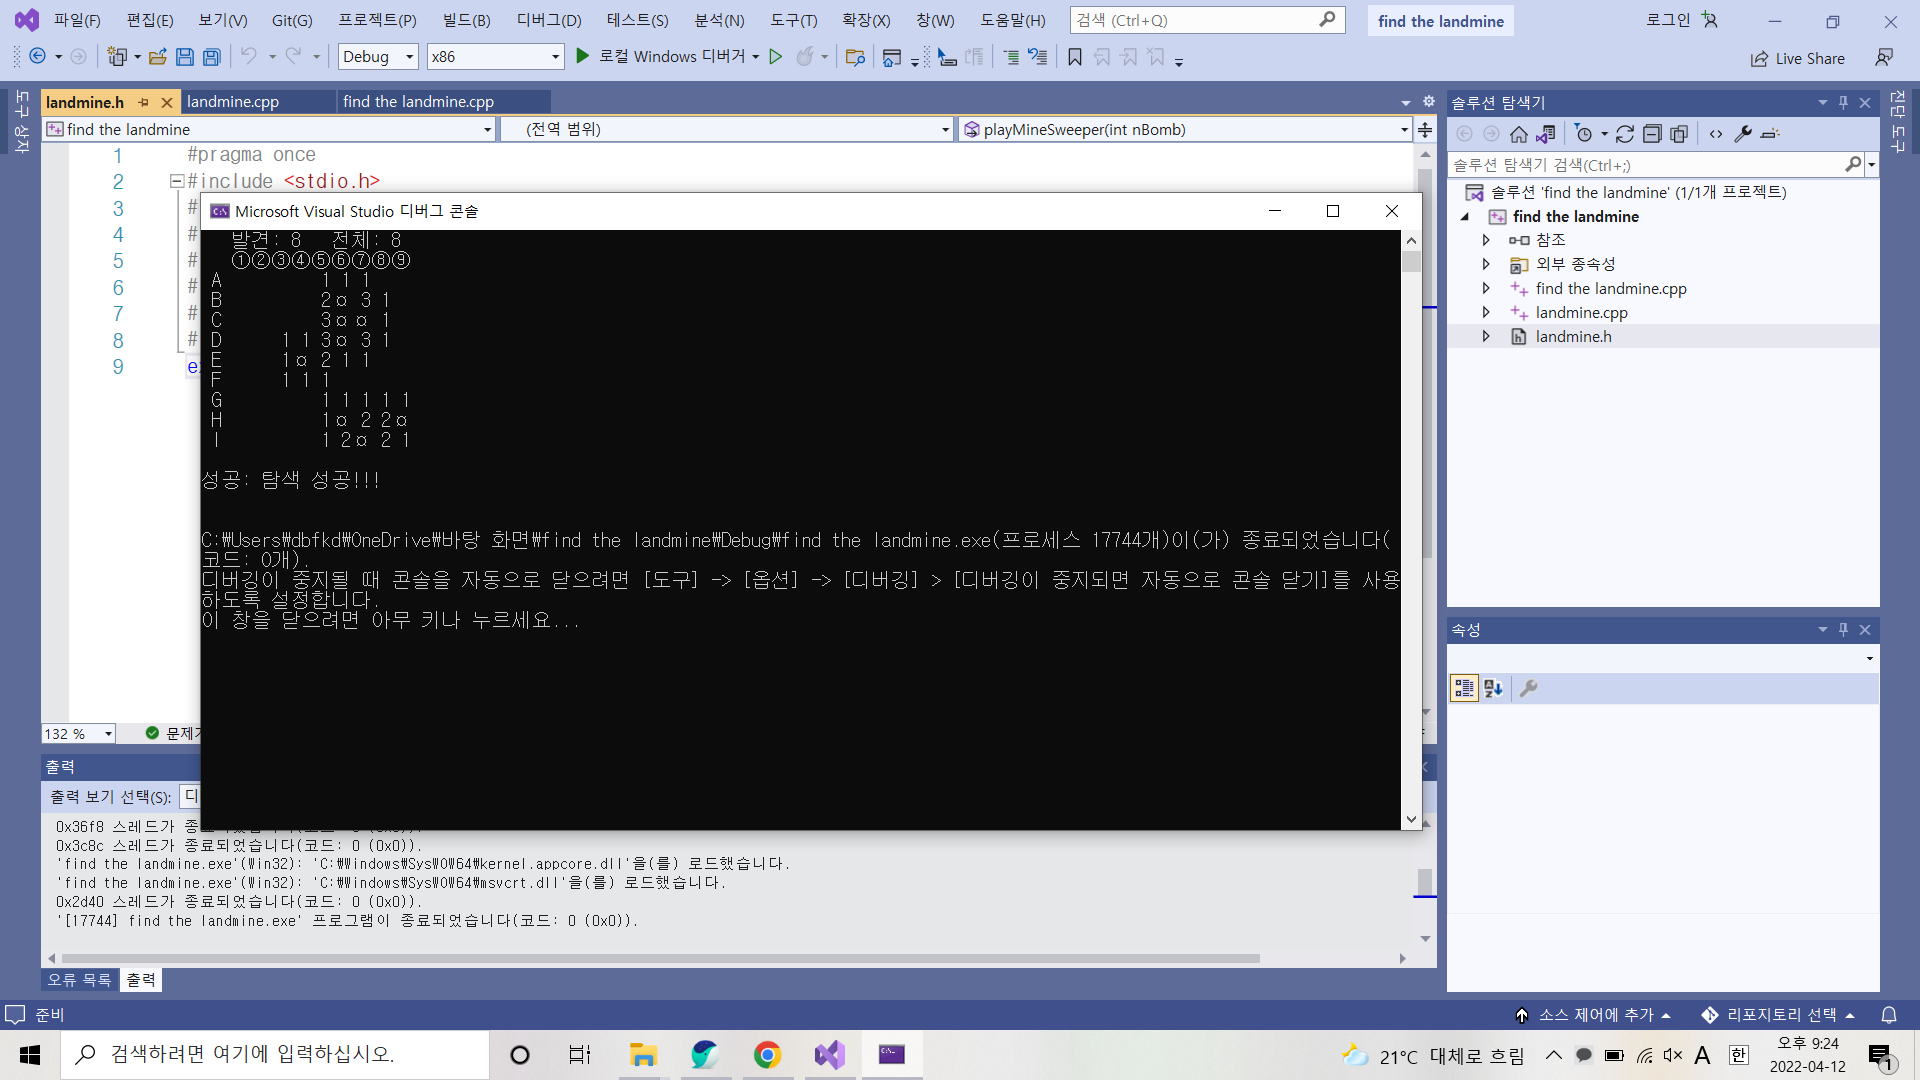 파일(F) 편집(E) 보기(V) Git(G) 프로젝트(P) 빌드(B) 디버그(D) 테스트(S) 분석(N) 도구(T) 확장(X) 창(W) 도움말(H) 검색 (Ctrl+Q) find the landmine 로그인
Debug x86 로컬 Windows 디버거 Live Share
도구 상자
landmine.h landmine.cpp find the landmine.cpp
find the landmine (전역 범위) playMineSweeper(int nBomb)
1 #pragma once
2 #include <stdio.h>
3 #
4 #
5 #
6 #
7 #
8 #
9 e
Microsoft Visual Studio 디버그 콘솔
발견: 8 전체: 8
①②③④⑤⑥⑦⑧⑨
A 1 1 1
B 2¤ 3 1
C 3¤ ¤ 1
D 1 1 3¤ 3 1
E 1¤ 2 1 1
F 1 1 1
G 1 1 1 1 1
H 1¤ 2 2¤
I 1 2¤ 2 1
성공: 탐색 성공!!!
C:₩Users₩dbfkd₩OneDrive₩바탕 화면₩find the landmine₩Debug₩find the landmine.exe(프로세스 17744개)이(가) 종료되었습니다(
코드: 0개).
디버깅이 중지될 때 콘솔을 자동으로 닫으려면 [도구] -> [옵션] -> [디버깅] > [디버깅이 중지되면 자동으로 콘솔 닫기]를 사용
하도록 설정합니다.
이 창을 닫으려면 아무 키나 누르세요...
132 % 문제가
출력
출력 보기 선택(S): 디
0x36f8 스레드가
0x3c8c 스레드가 종료되었습니다(코드: 0 (0x0)).
'find the landmine.exe'(Win32): 'C:₩Windows₩SysWOW64₩kernel.appcore.dll'을(를) 로드했습니다.
'find the landmine.exe'(Win32): 'C:₩Windows₩SysWOW64₩msvcrt.dll'을(를) 로드했습니다.
0x2d40 스레드가 종료되었습니다(코드: 0 (0x0)).
'[17744] find the landmine.exe' 프로그램이 종료되었습니다(코드: 0 (0x0)).
오류 목록 출력
솔루션 탐색기
솔루션 탐색기 검색(Ctrl+;)
솔루션 'find the landmine' (1/1개 프로젝트)
find the landmine
참조
외부 종속성
find the landmine.cpp
landmine.cpp
landmine.h
속성
진단 도구
준비 소스 제어에 추가 리포지토리 선택
검색하려면 여기에 입력하십시오.
21°C 대체로 흐림 A 한 오후 9:24
2022-04-12 1